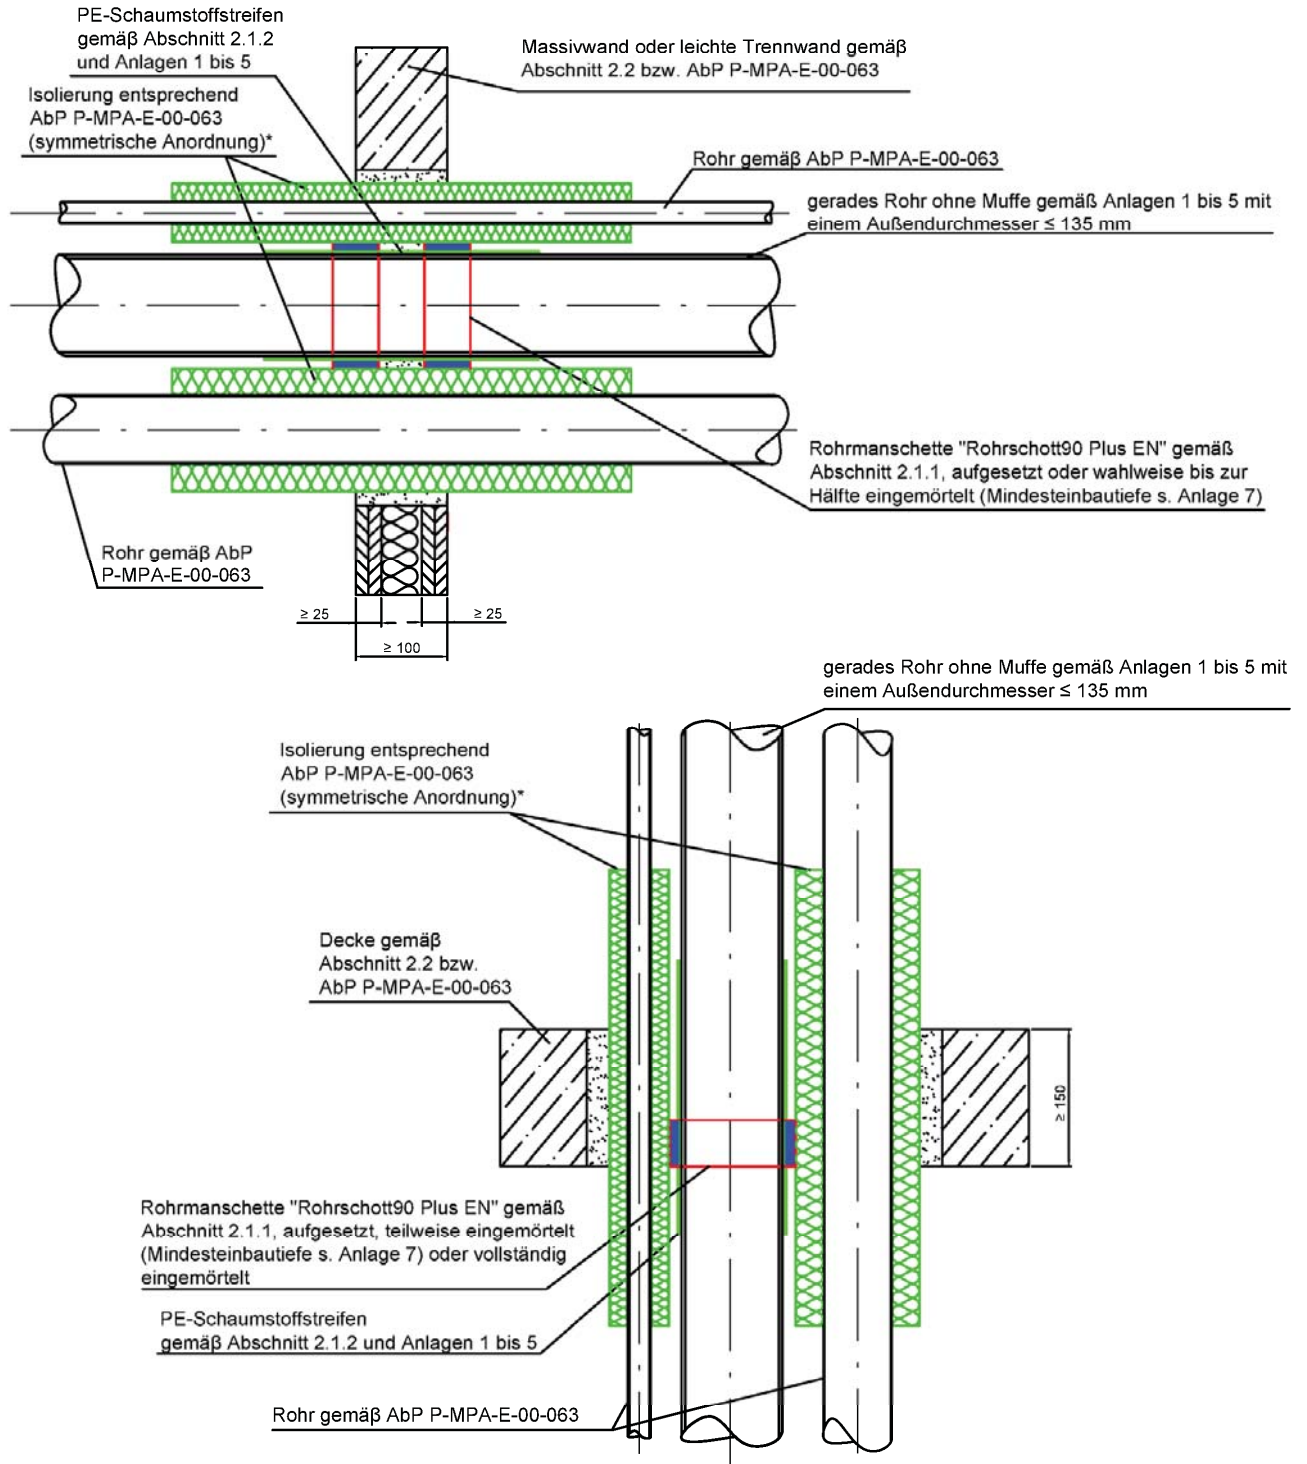 PE-Schaumstoffstreifen
gemäß Abschnitt 2.1.2
und Anlagen 1 bis 5
Massivwand oder leichte Trennwand gemäß
Abschnitt 2.2 bzw. AbP P-MPA-E-00-063
Isolierung entsprechend
AbP P-MPA-E-00-063
(symmetrische Anordnung)*
Rohr gemäß AbP P-MPA-E-00-063
gerades Rohr ohne Muffe gemäß Anlagen 1 bis 5 mit
einem Außendurchmesser ≤ 135 mm
Rohrmanschette "Rohrschott90 Plus EN" gemäß
Abschnitt 2.1.1, aufgesetzt oder wahlweise bis zur
Hälfte eingemörtelt (Mindesteinbautiefe s. Anlage 7)
Rohr gemäß AbP
P-MPA-E-00-063
≥ 25
≥ 25
≥ 100
gerades Rohr ohne Muffe gemäß Anlagen 1 bis 5 mit
einem Außendurchmesser ≤ 135 mm
Isolierung entsprechend
AbP P-MPA-E-00-063
(symmetrische Anordnung)*
Decke gemäß
Abschnitt 2.2 bzw.
AbP P-MPA-E-00-063
≥ 150
Rohrmanschette "Rohrschott90 Plus EN" gemäß
Abschnitt 2.1.1, aufgesetzt, teilweise eingemörtelt
(Mindesteinbautiefe s. Anlage 7) oder vollständig
eingemörtelt
PE-Schaumstoffstreifen
gemäß Abschnitt 2.1.2 und Anlagen 1 bis 5
Rohr gemäß AbP P-MPA-E-00-063